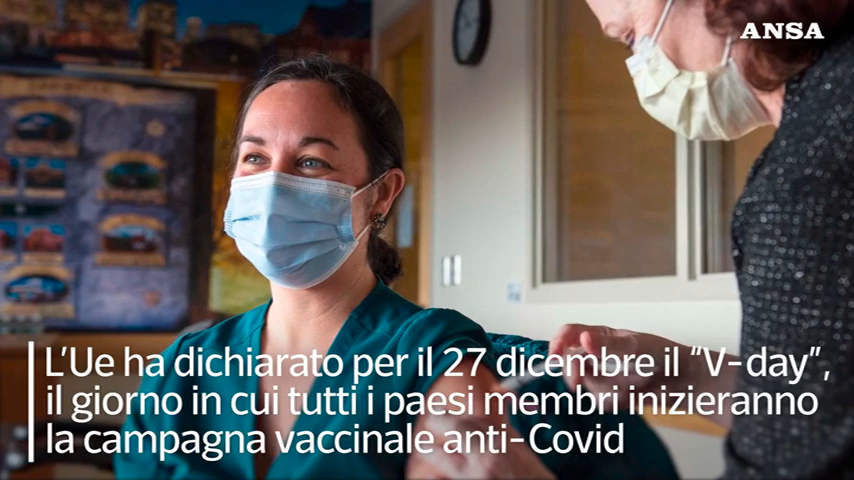 ANSA
L'Ue ha dichiarato per il 27 dicembre il “V-day”,
il giorno in cui tutti i paesi membri inizieranno
la campagna vaccinale anti-Covid